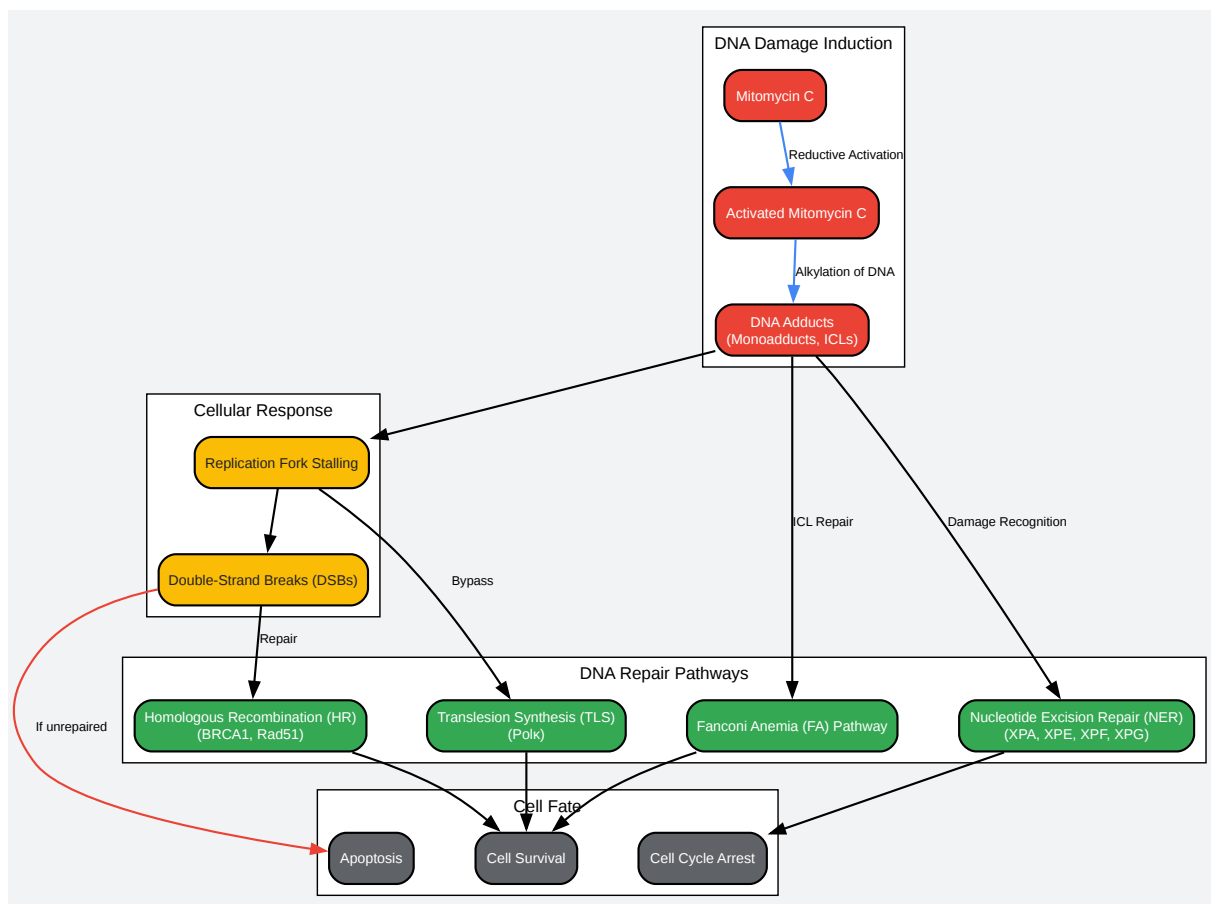 DNA Damage Induction
Mitomycin C
Reductive Activation
Activated Mitomycin C
Alkylation of DNA
DNA Adducts
(Monoadducts, ICLs)
Cellular Response
Replication Fork Stalling
ICL Repair
Damage Recognition
Double-Strand Breaks (DSBs)
Bypass
Repair
DNA Repair Pathways
Homologous Recombination (HR)
(BRCA1, Rad51)
Translesion Synthesis (TLS)
(Polκ)
Fanconi Anemia (FA) Pathway
Nucleotide Excision Repair (NER)
(XPA, XPE, XPF, XPG)
If unrepaired
Cell Fate
Apoptosis
Cell Survival
Cell Cycle Arrest